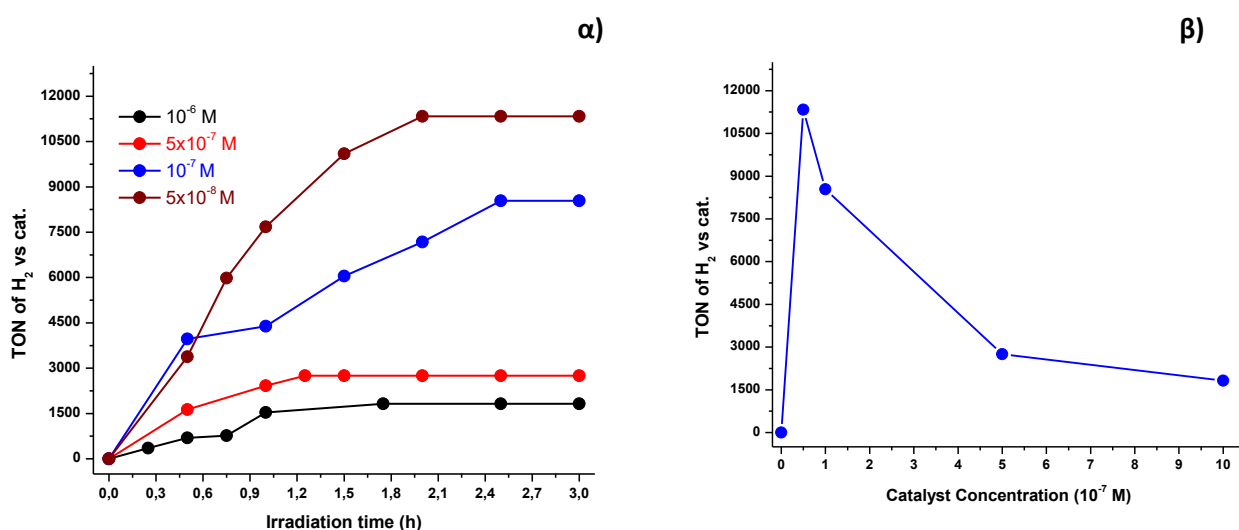 α)
12000
10500
9000
7500
6000
4500
3000
1500
0
TON of H₂ vs cat.
10⁻⁶ M
5x10⁻⁷ M
10⁻⁷ M
5x10⁻⁸ M
0,0 0,3 0,6 0,9 1,2 1,5 1,8 2,1 2,4 2,7 3,0
Irradiation time (h)
β)
12000
10500
9000
7500
6000
4500
3000
1500
0
TON of H₂ vs cat.
0 1 2 3 4 5 6 7 8 9 10
Catalyst Concentration (10⁻⁷ M)